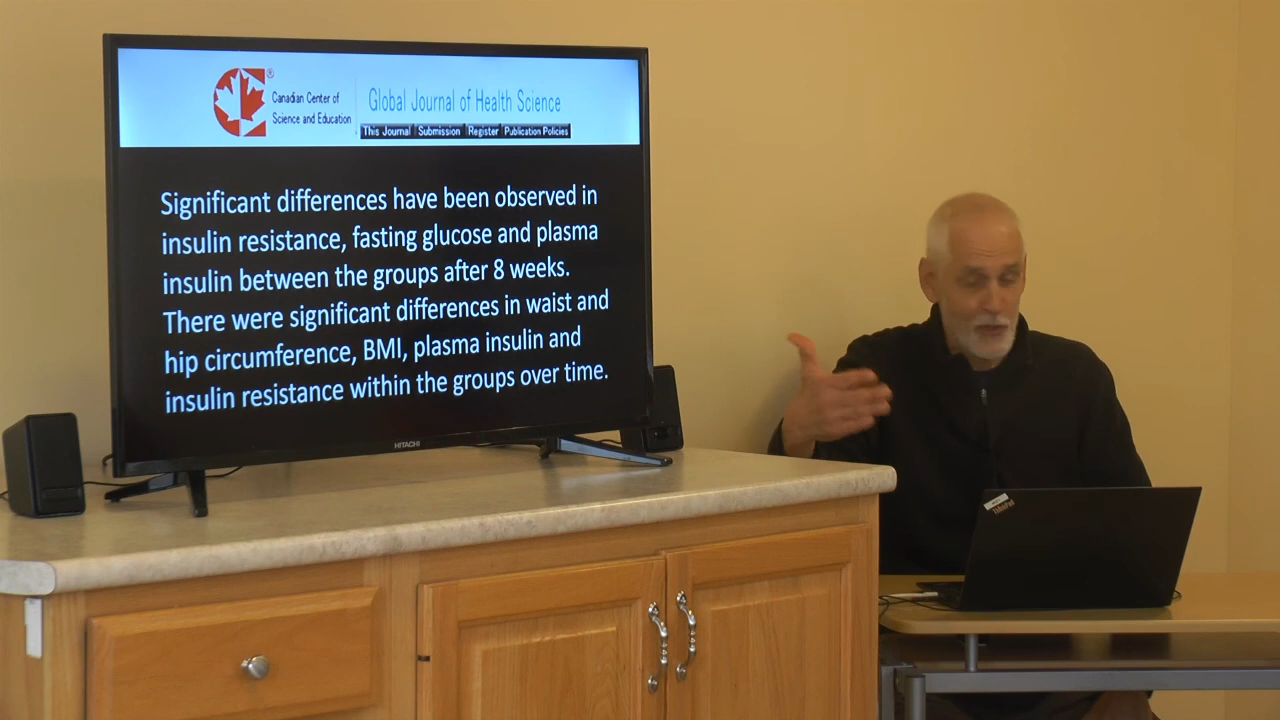 Canadian Center of
Science and Education
®
Global Journal of Health Science
This Journal Submission Register Publication Policies
Significant differences have been observed in
insulin resistance, fasting glucose and plasma
insulin between the groups after 8 weeks.
There were significant differences in waist and
hip circumference, BMI, plasma insulin and
insulin resistance within the groups over time.
HITACHI
ThinkPad